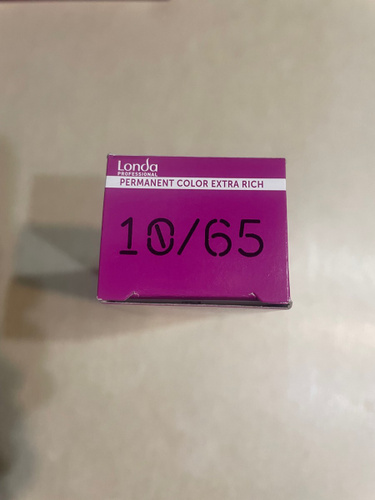 Londa
PROFESSIONAL
PERMANENT COLOR EXTRA RICH
10/65